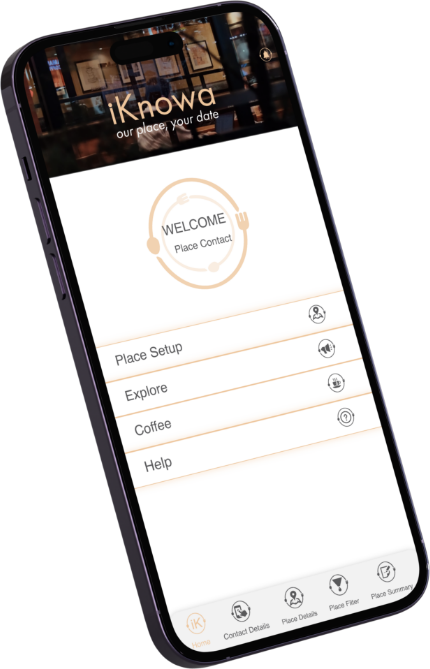 iKnowa
our place, your date
WELCOME
Place Contact
Place Setup
Explore
Coffee
Help
iK
Home
Contact Details
Place Details
Place Filter
Place Summary